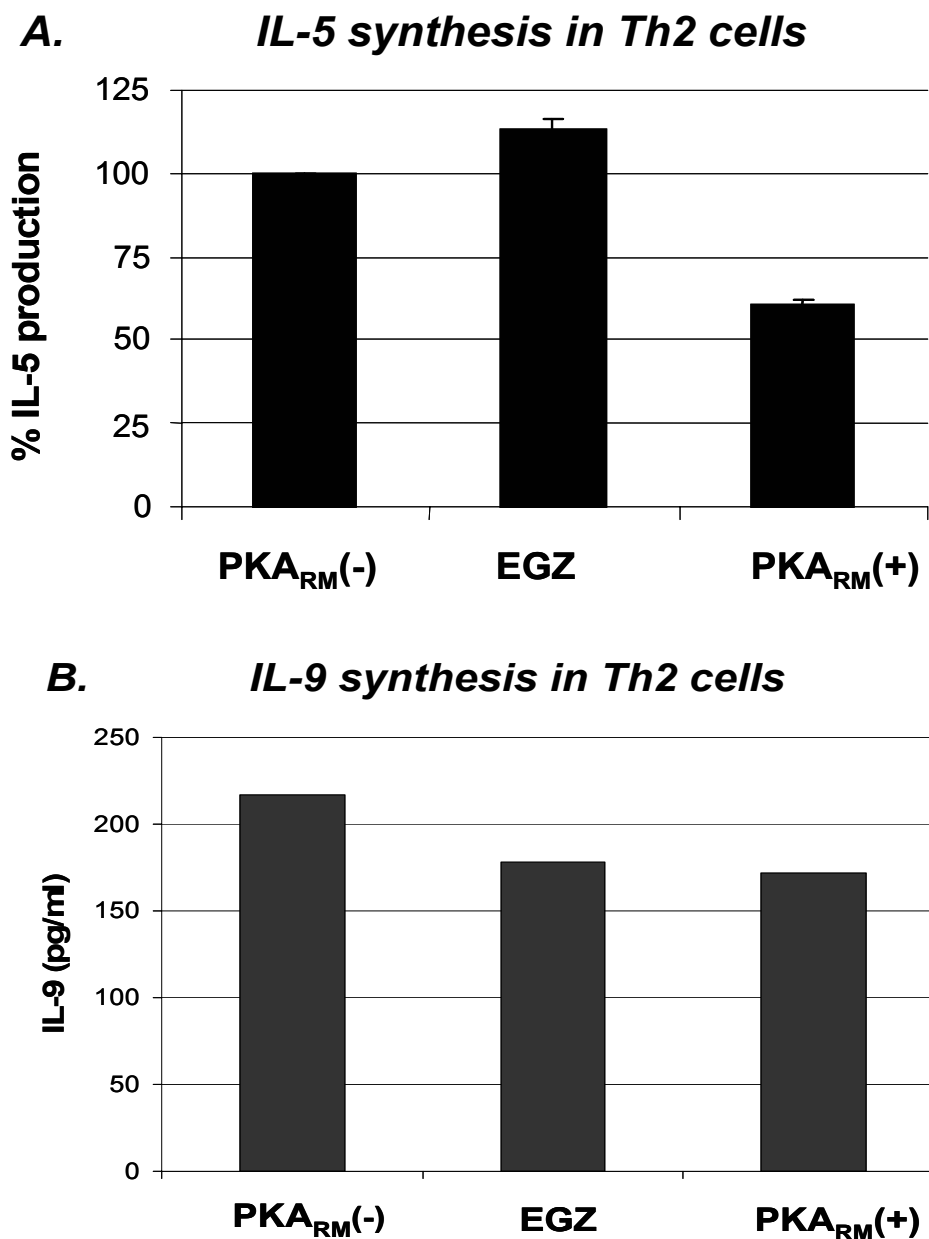 A. IL-5 synthesis in Th2 cells
% IL-5 production
125
100
75
50
25
0
PKARM(-) EGZ PKARM(+)
B. IL-9 synthesis in Th2 cells
IL-9 (pg/ml)
250
200
150
100
50
0
PKARM(-) EGZ PKARM(+)